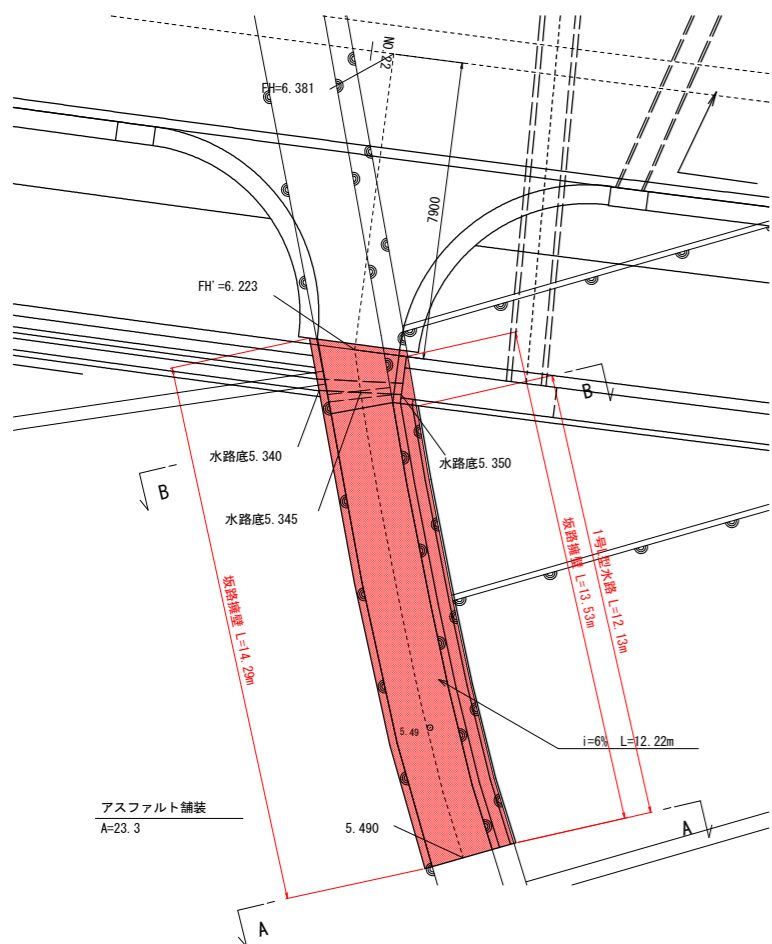 NO.22
FH=6.381
7900
FH'=6.223
B
水路底5.340
水路底5.350
B
水路底5.345
坂路擁壁 L=14.29m
坂路擁壁 L=13.53m
1号L型水路 L=12.13m
5.49
i=6% L=12.22m
アスファルト舗装
A=23.3
5.490
A
A